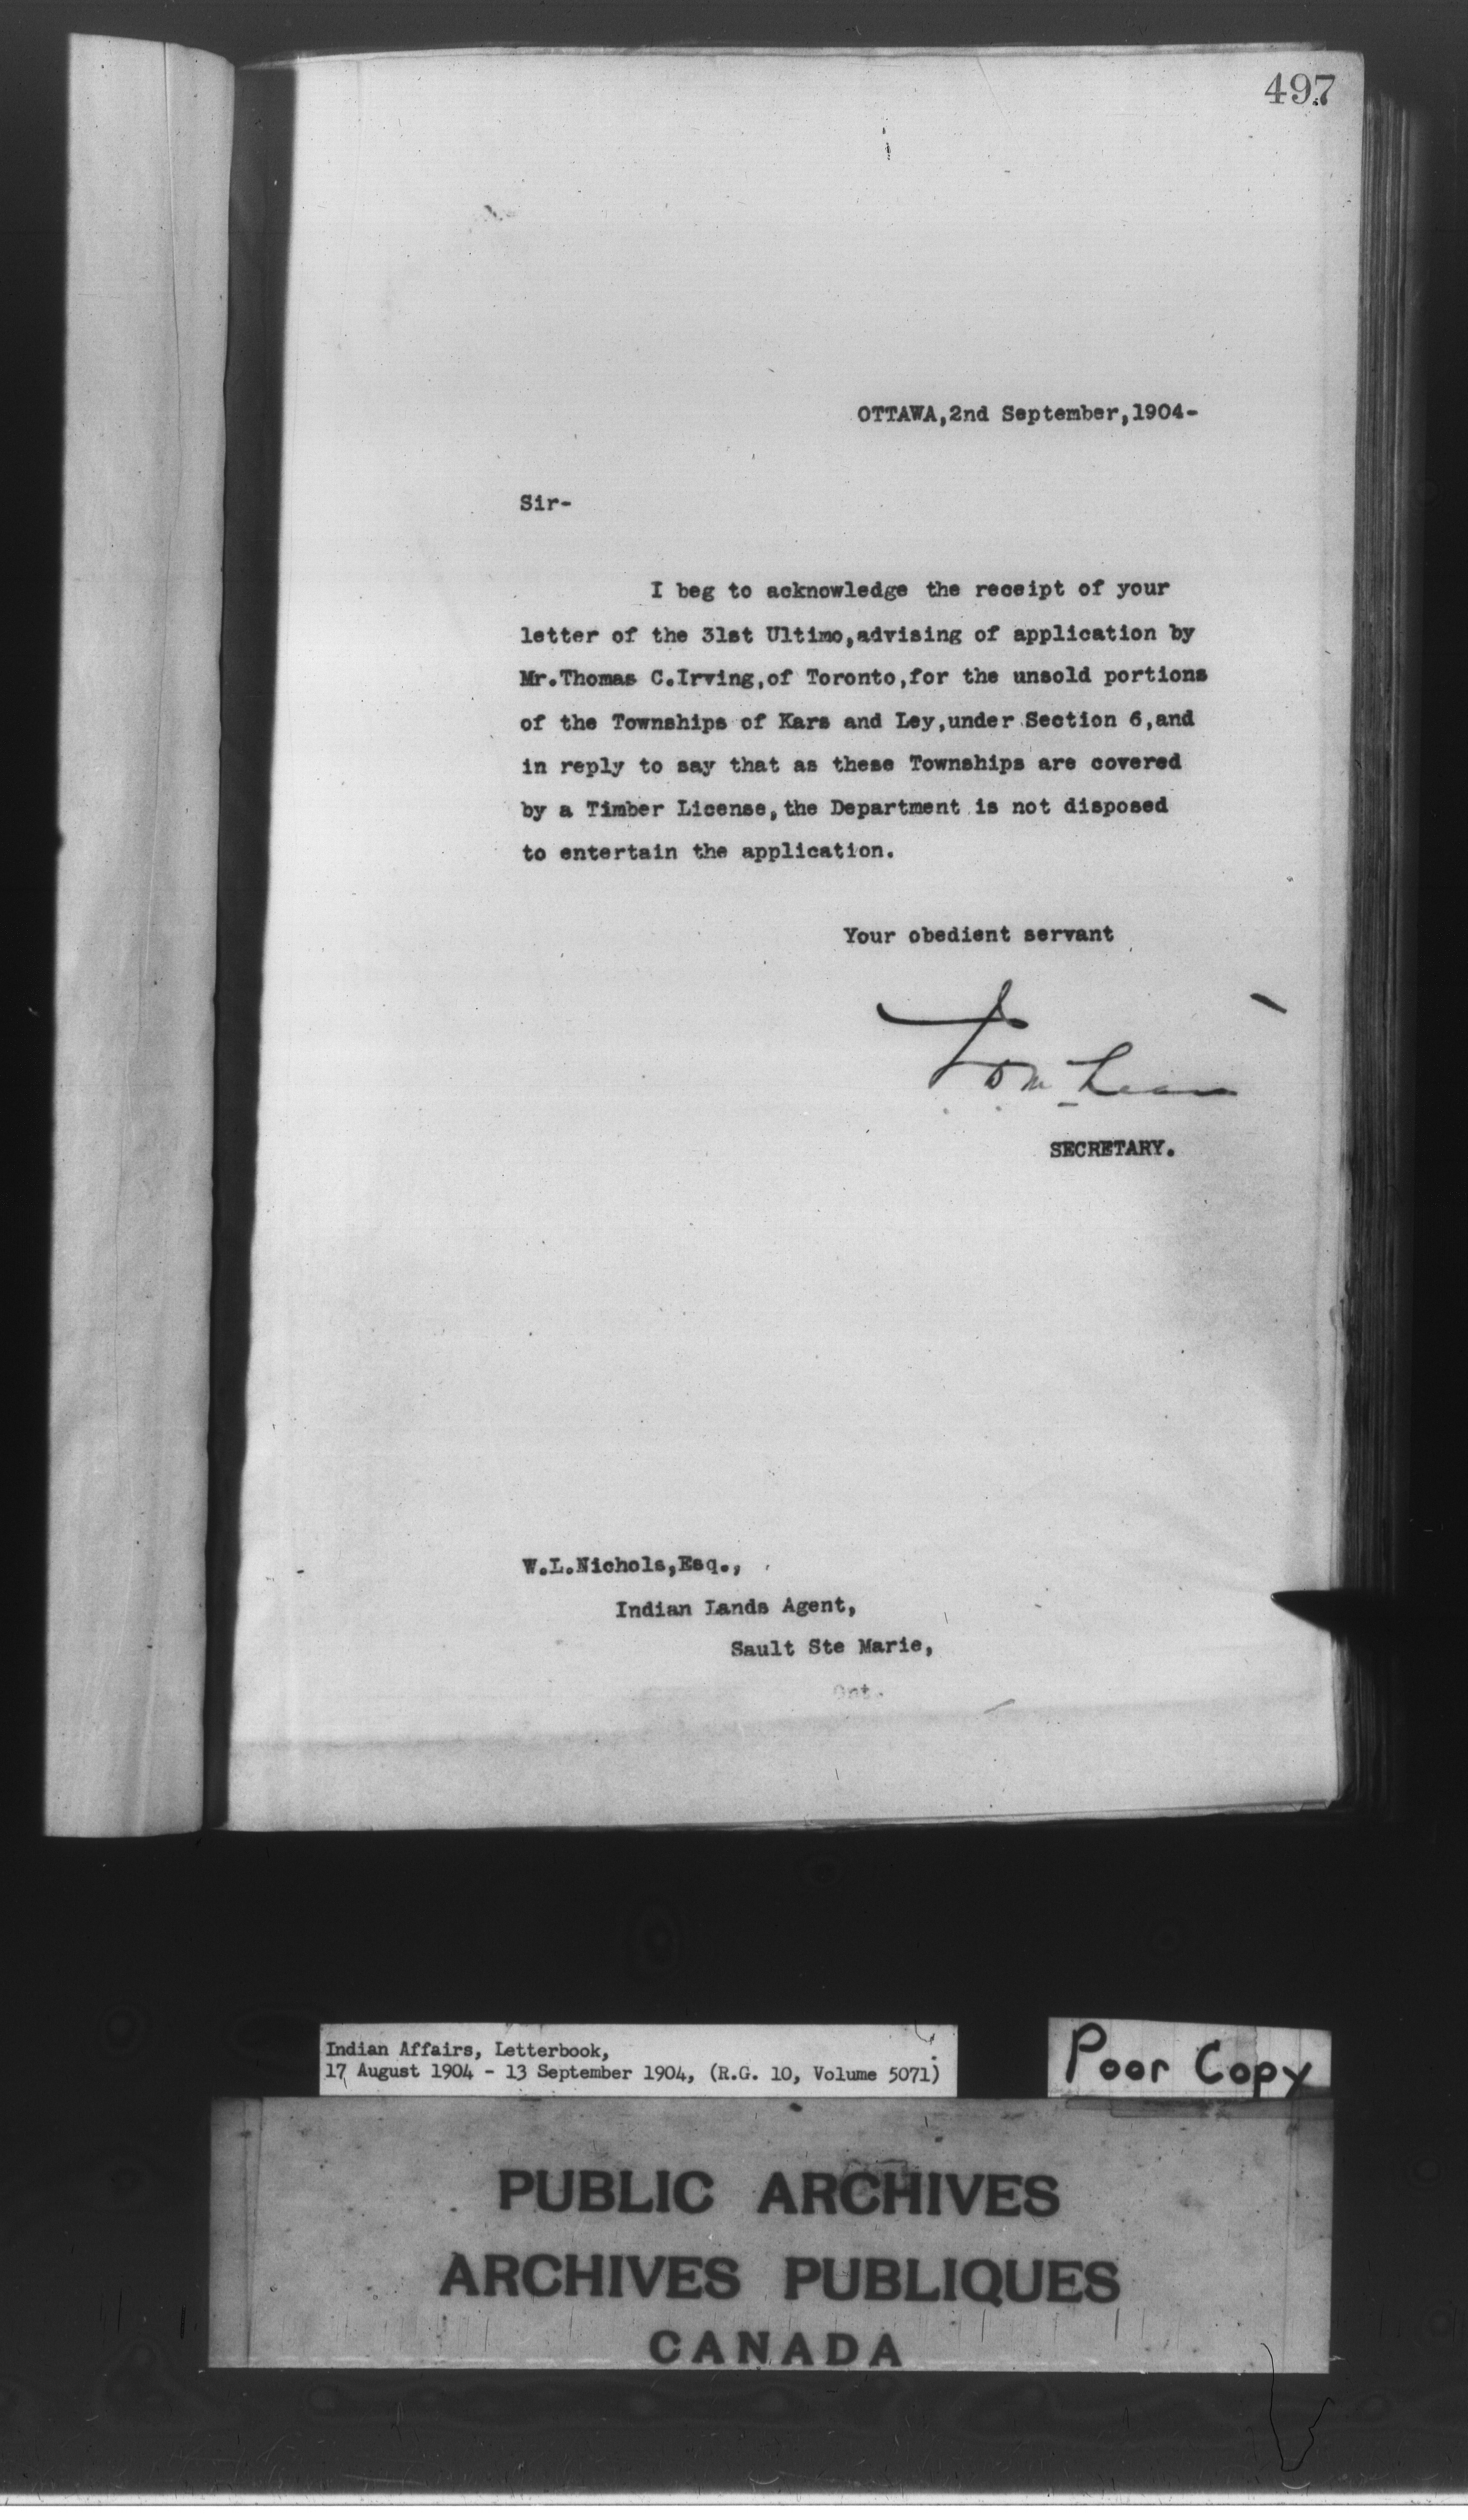 497
OTTAWA,2nd September,1904-
Sir-
I beg to acknowledge the receipt of your
letter of the 31st Ultimo,advising of application by
Mr.Thomas C.Irving,of Toronto,for the unsold portions
of the Townships of Kars and Ley,under Section 6,and
in reply to say that as these Townships are covered
by a Timber License,the Department is not disposed
to entertain the application.
Your obedient servant
SECRETARY.
W.L.Nichols,Esq.,
Indian Lands Agent,
Sault Ste Marie,
Ont.
Indian Affairs, Letterbook,
17 August 1904 - 13 September 1904, (R.G. 10, Volume 5071)
Poor Copy
PUBLIC ARCHIVES
ARCHIVES PUBLIQUES
CANADA